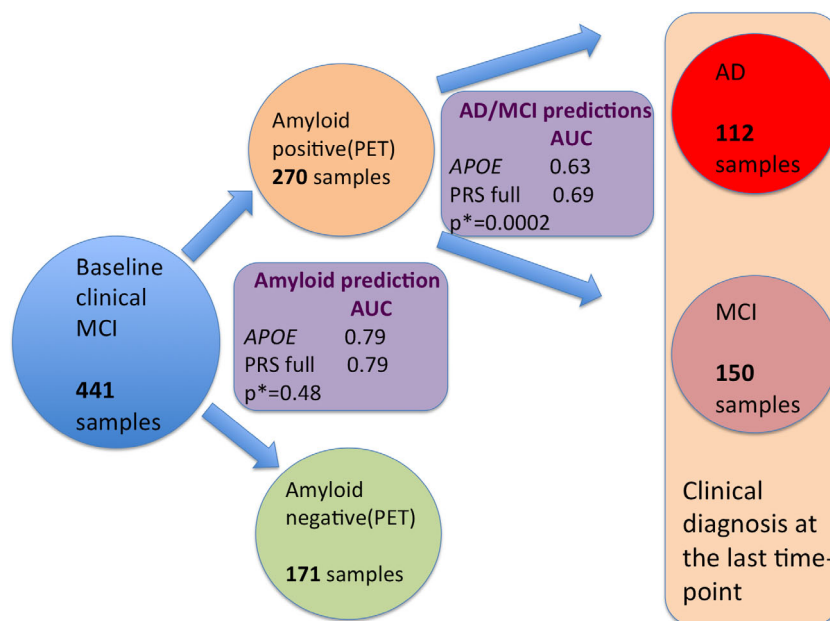 Baseline
clinical
MCI
441
samples
Amyloid
positive(PET)
270 samples
Amyloid prediction
AUC
APOE 0.79
PRS full 0.79
p*=0.48
Amyloid
negative(PET)
171 samples
AD/MCI predictions
AUC
APOE 0.63
PRS full 0.69
p*=0.0002
AD
112
samples
MCI
150
samples
Clinical
diagnosis at
the last time-
point